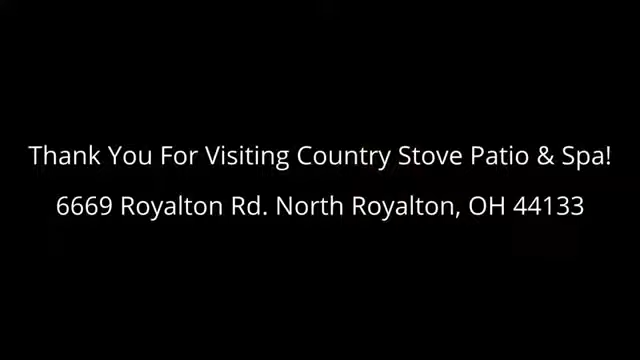 Thank You For Visiting Country Stove Patio & Spa!
6669 Royalton Rd. North Royalton, OH 44133